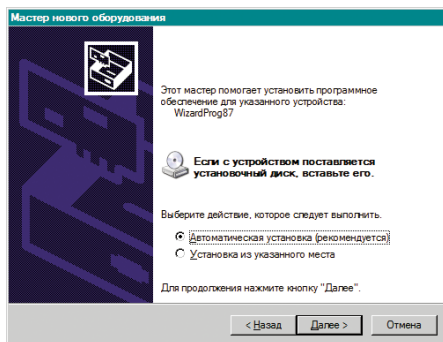 Мастер нового оборудования
Этот мастер помогает установить программное
обеспечение для указанного устройства:
WizardProg87
Если с устройством поставляется
установочный диск, вставьте его.
Выберите действие, которое следует выполнить.
Автоматическая установка (рекомендуется)
Установка из указанного места
Для продолжения нажмите кнопку "Далее".
< Назад
Далее >
Отмена